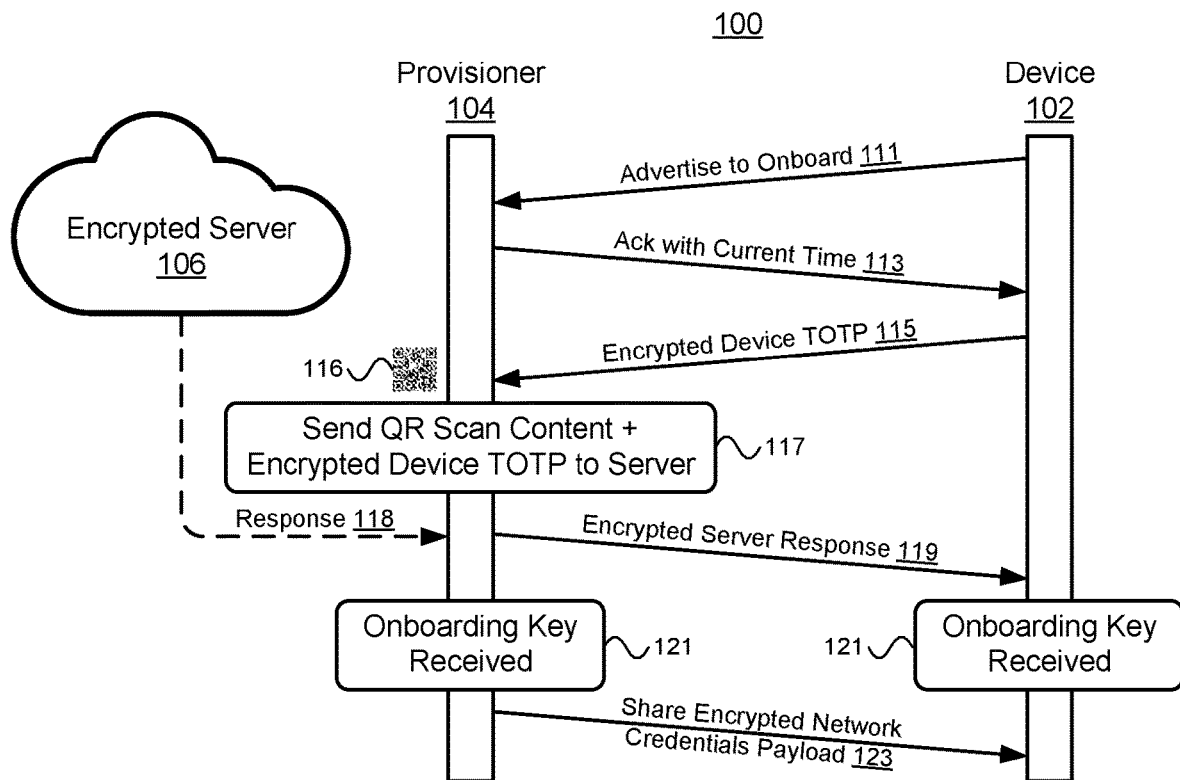 100
Provisioner
104
Device
102
Advertise to Onboard 111
Encrypted Server
106
Ack with Current Time 113
Encrypted Device TOTP 115
116
Send QR Scan Content +
Encrypted Device TOTP to Server
117
Response 118
Encrypted Server Response 119
Onboarding Key
Received
121
121
Onboarding Key
Received
Share Encrypted Network
Credentials Payload 123